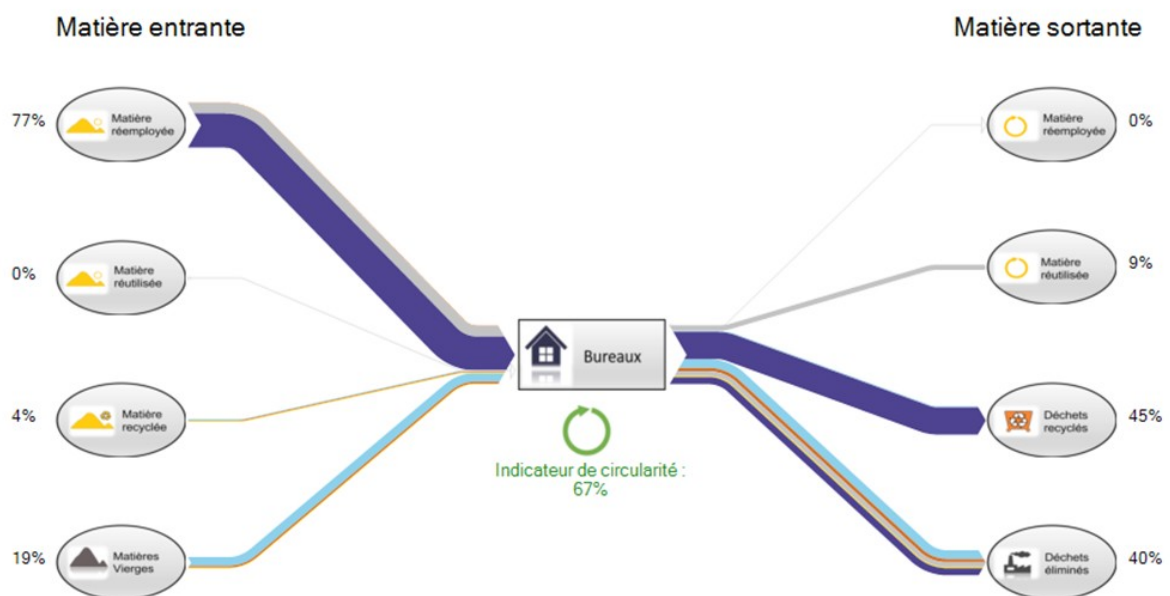 Matière entrante
Matière sortante
77%
Matière
réemployée
Matière
réemployée
0%
0%
Matière
réutilisée
Matière
réutilisée
9%
Bureaux
4%
Matière
recyclée
Déchets
recyclés
45%
Indicateur de circularité :
67%
19%
Matières
Vierges
Déchets
éliminés
40%